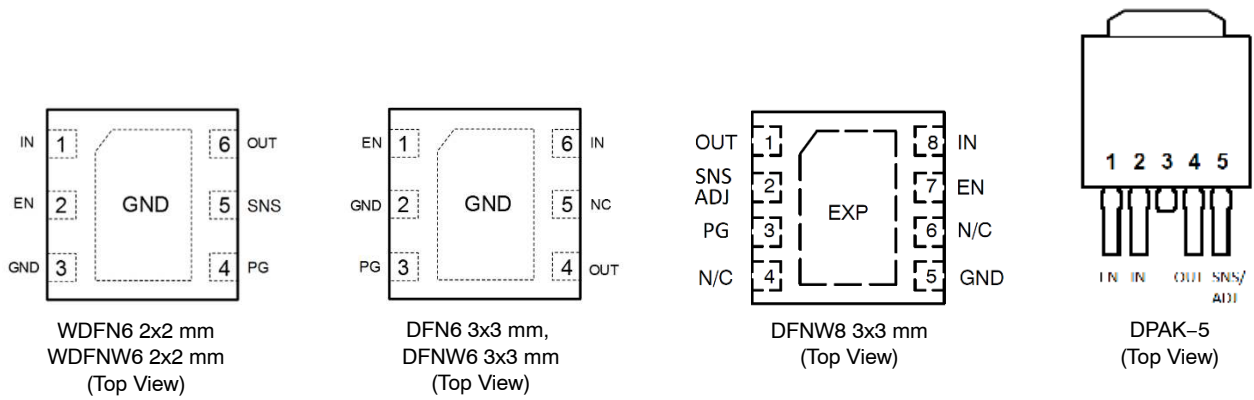 IN 1 6 OUT
EN 2 GND 5 SNS
GND 3 4 PG
WDFN6 2x2 mm
WDFNW6 2x2 mm
(Top View)
EN 1 6 IN
GND 2 GND 5 NC
PG 3 4 OUT
DFN6 3x3 mm,
DFNW6 3x3 mm
(Top View)
OUT 1 8 IN
SNS
ADJ 2 7 EN
EXP
PG 3 6 N/C
N/C 4 5 GND
DFNW8 3x3 mm
(Top View)
1 2 3 4 5
EN IN OUT SNS/
ADJ
DPAK−5
(Top View)